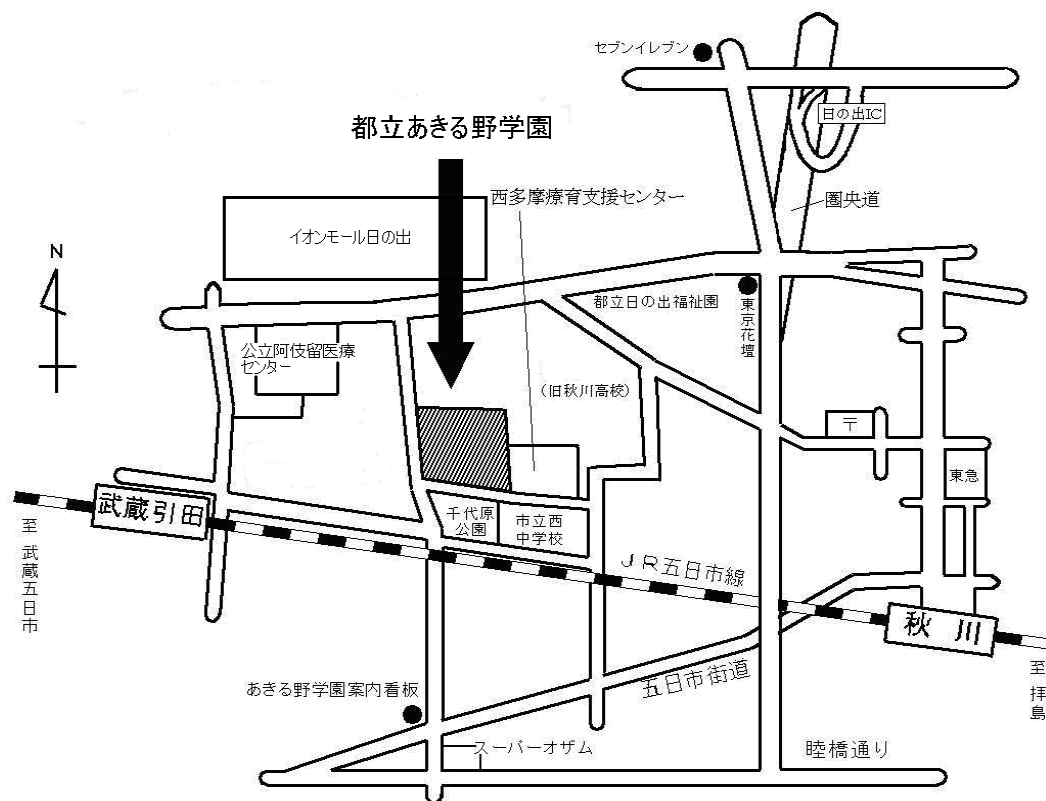 セブンイレブン
日の出IC
都立あきる野学園
西多摩療育支援センター
圏央道
イオンモール日の出
N
都立日の出福祉園
東京花壇
公立阿伎留医療
センター
(旧秋川高校)
〒
東急
武蔵引田
千代原
公園
市立西
中学校
至 武蔵五日市
JR五日市線
秋川
至 拝島
あきる野学園案内看板
五日市街道
スーパーオザム
睦橋通り